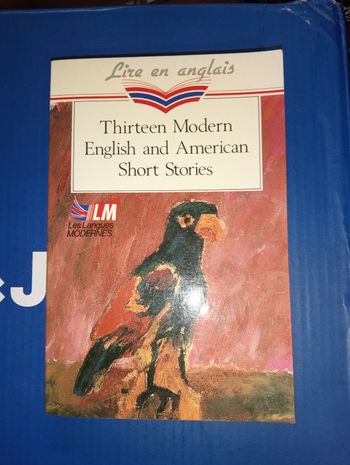 Lire en anglais
Thirteen Modern
English and American
Short Stories
LM
Les Langues
MODERNES
J